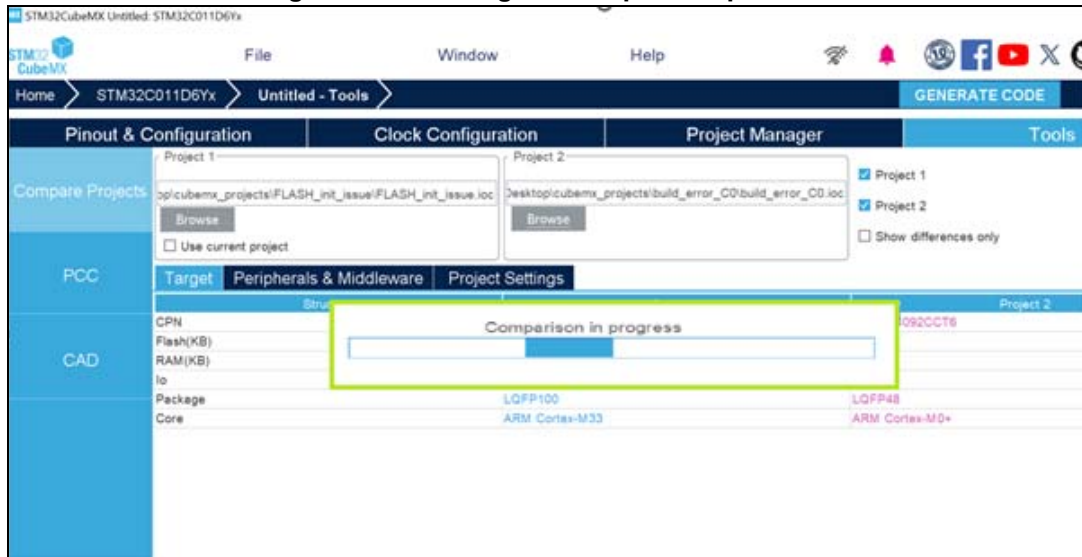 STM32CubeMX Untitled: STM32C011D6Yx
STM32
CubeMX
File
Window
Help
Home
STM32C011D6Yx
Untitled - Tools
GENERATE CODE
Pinout & Configuration
Clock Configuration
Project Manager
Tools
Compare Projects
PCC
CAD
Project 1
op\cubemx_projects\FLASH_init_issue\FLASH_init_issue.ioc
Browse
Use current project
Project 2
Desktop\cubemx_projects\build_error_C0\build_error_C0.ioc
Browse
Project 1
Project 2
Show differences only
Target
Peripherals & Middleware
Project Settings
Project 2
CPN
092CCT6
Flash(KB)
RAM(KB)
Io
Package
LQFP100
LQFP48
Core
ARM Cortex-M33
ARM Cortex-M0+
Comparison in progress